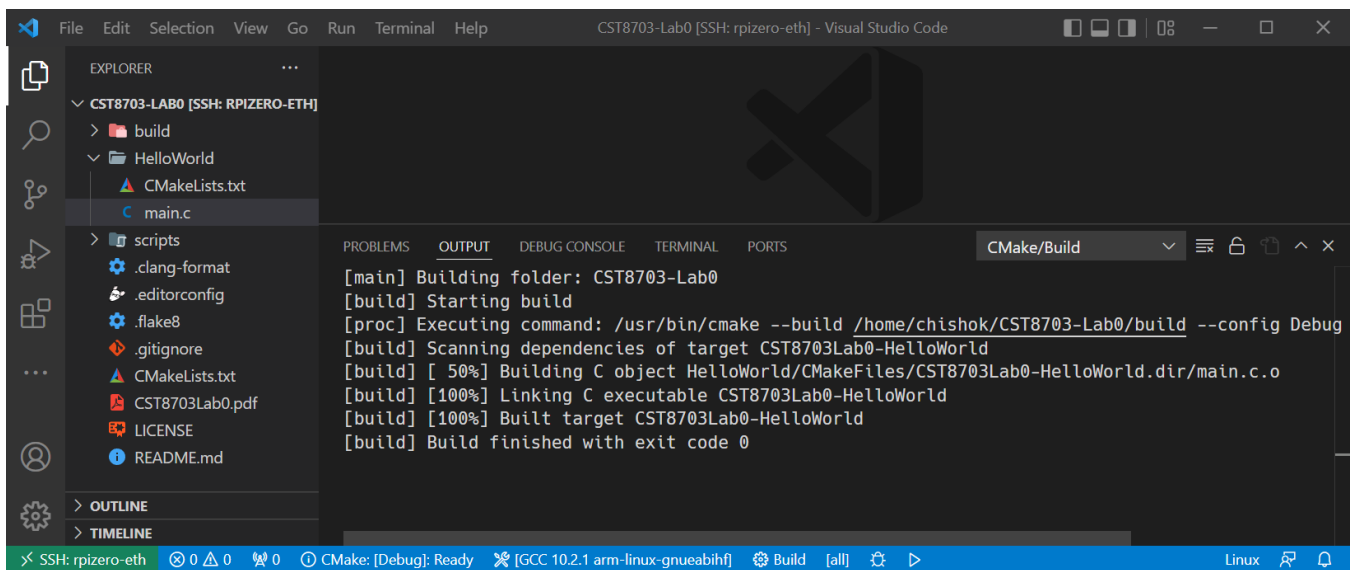 File Edit Selection View Go Run Terminal Help CST8703-Lab0 [SSH: rpizero-eth] - Visual Studio Code
EXPLORER
CST8703-LAB0 [SSH: RPIZERO-ETH]
build
HelloWorld
CMakeLists.txt
main.c
scripts
.clang-format
.editorconfig
.flake8
.gitignore
CMakeLists.txt
CST8703Lab0.pdf
LICENSE
README.md
OUTLINE
TIMELINE
PROBLEMS OUTPUT DEBUG CONSOLE TERMINAL PORTS CMake/Build
[main] Building folder: CST8703-Lab0
[build] Starting build
[proc] Executing command: /usr/bin/cmake --build /home/chishok/CST8703-Lab0/build --config Debug
[build] Scanning dependencies of target CST8703Lab0-HelloWorld
[build] [ 50%] Building C object HelloWorld/CMakeFiles/CST8703Lab0-HelloWorld.dir/main.c.o
[build] [100%] Linking C executable CST8703Lab0-HelloWorld
[build] [100%] Built target CST8703Lab0-HelloWorld
[build] Build finished with exit code 0
SSH: rpizero-eth 0 0 0 CMake: [Debug]: Ready [GCC 10.2.1 arm-linux-gnueabihf] Build [all] Linux